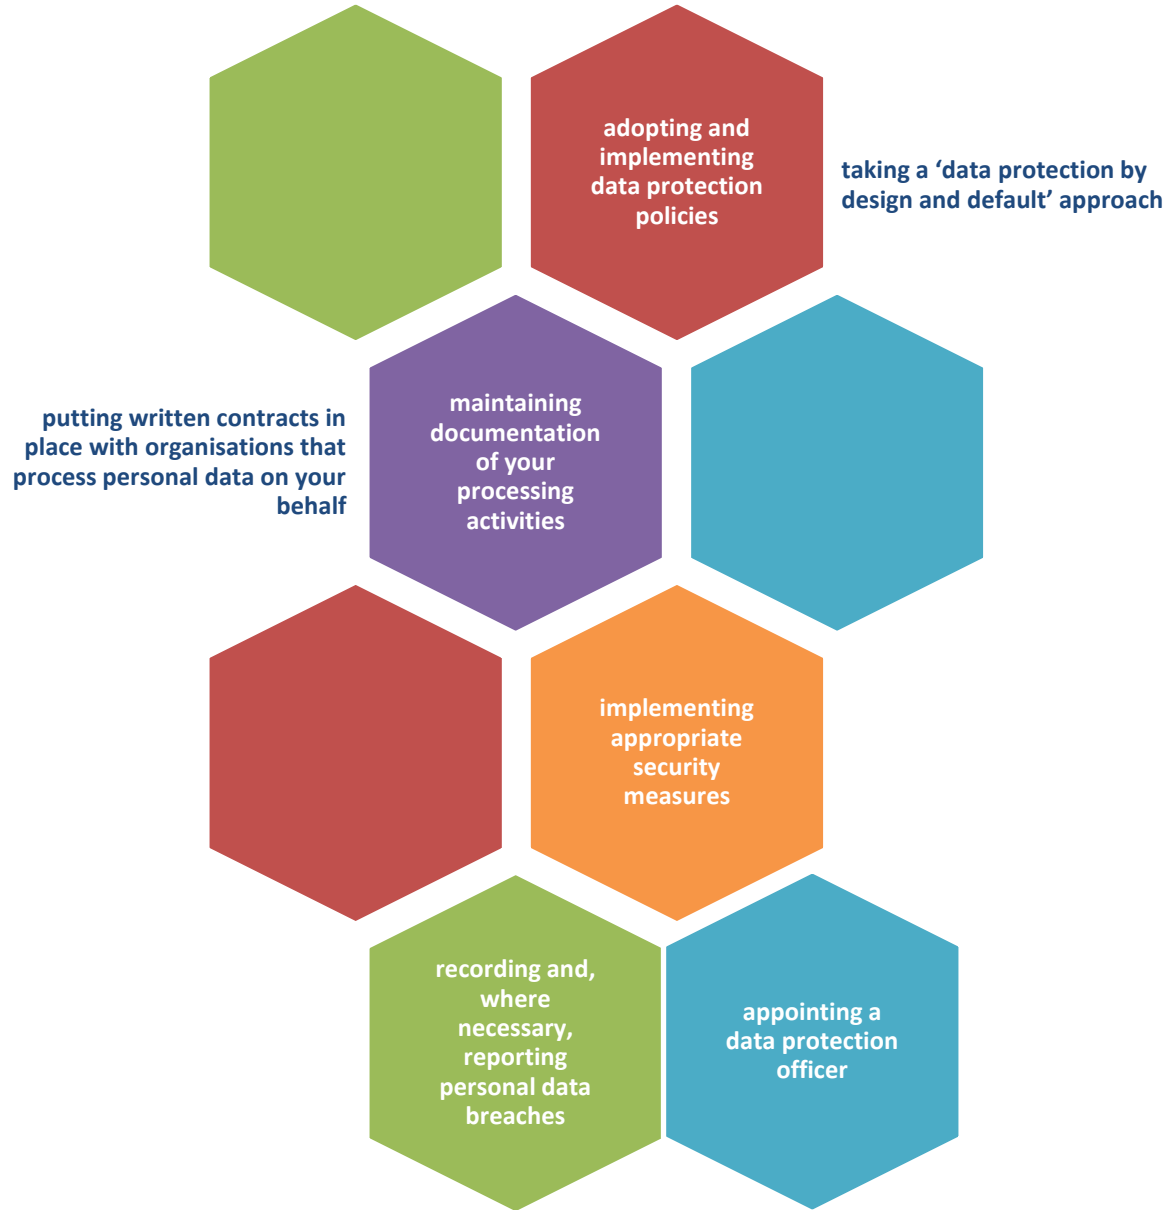 adopting and
implementing
data protection
policies
taking a ‘data protection by
design and default’ approach
putting written contracts in
place with organisations that
process personal data on your
behalf
maintaining
documentation
of your
processing
activities
implementing
appropriate
security
measures
recording and,
where
necessary,
reporting
personal data
breaches
appointing a
data protection
officer